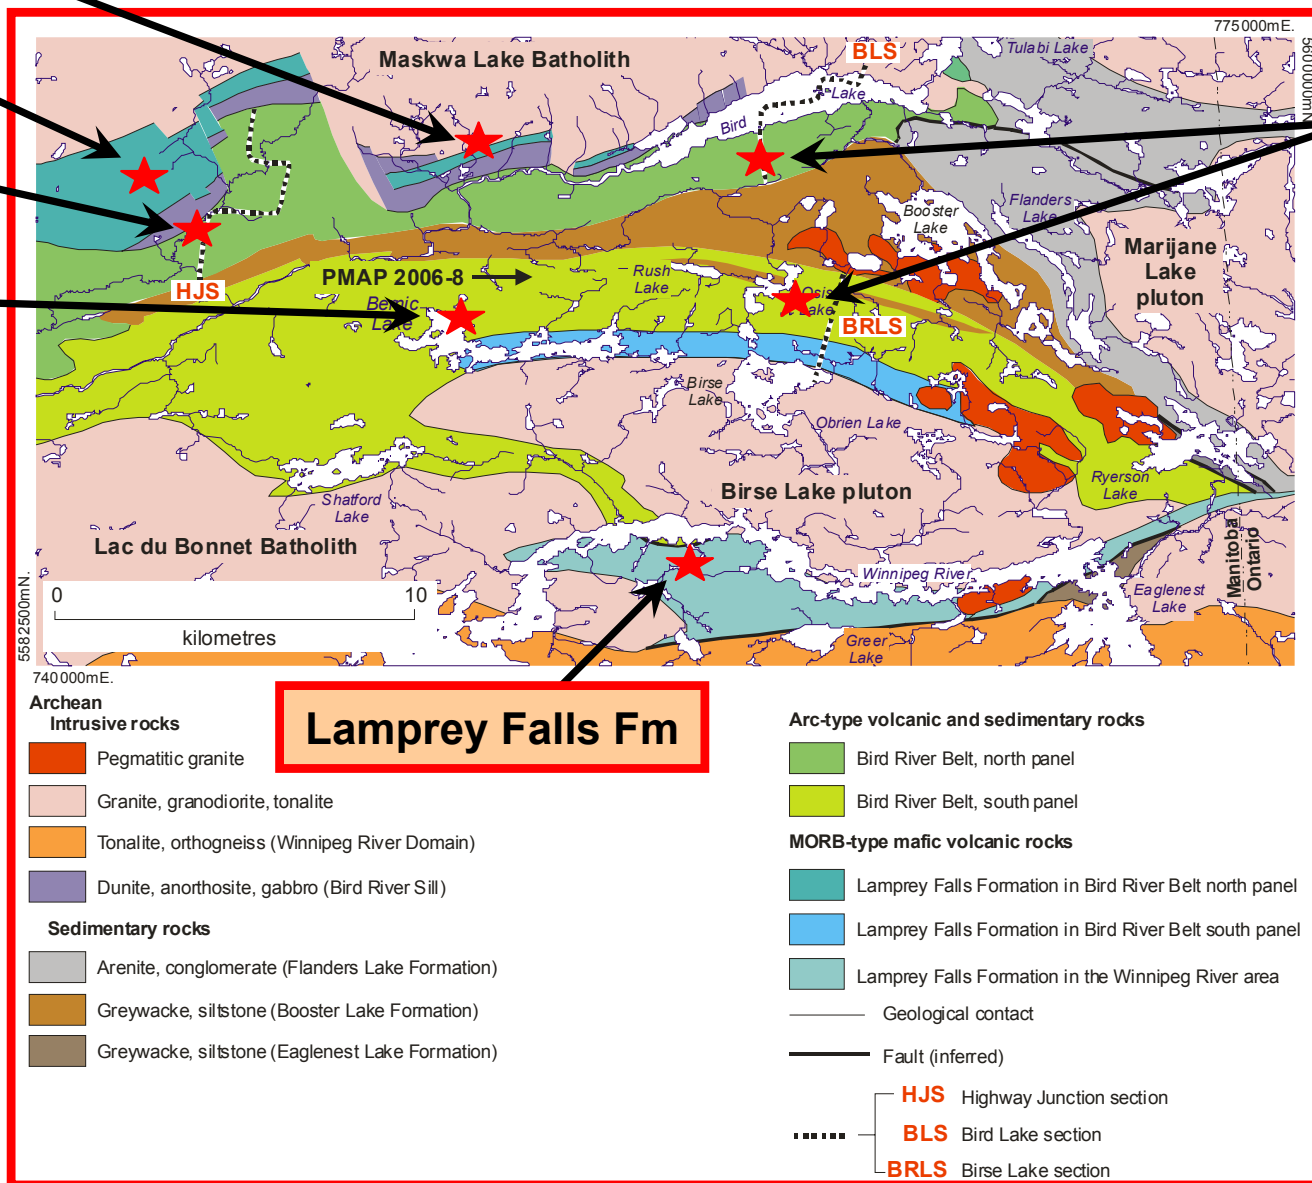 775000mE.
5600000mN.
Maskwa Lake Batholith
BLS
Tulabi Lake
Lake
Bird
Booster
Lake
Flanders
Lake
Marijane
Lake
pluton
PMAP 2006-8
HJS
Rush
Lake
Osis
Lake
Bernic
Lake
BRLS
Birse
Lake
Obrien Lake
Ryerson
Lake
Birse Lake pluton
Shatford
Lake
Lac du Bonnet Batholith
Winnipeg River
Manitoba
Ontario
Eaglenest
Lake
Greer
Lake
0 10
kilometres
5582500mN.
740000mE.
Lamprey Falls Fm
Archean
Intrusive rocks
Pegmatitic granite
Granite, granodiorite, tonalite
Tonalite, orthogneiss (Winnipeg River Domain)
Dunite, anorthosite, gabbro (Bird River Sill)
Sedimentary rocks
Arenite, conglomerate (Flanders Lake Formation)
Greywacke, siltstone (Booster Lake Formation)
Greywacke, siltstone (Eaglenest Lake Formation)
Arc-type volcanic and sedimentary rocks
Bird River Belt, north panel
Bird River Belt, south panel
MORB-type mafic volcanic rocks
Lamprey Falls Formation in Bird River Belt north panel
Lamprey Falls Formation in Bird River Belt south panel
Lamprey Falls Formation in the Winnipeg River area
Geological contact
Fault (inferred)
HJS Highway Junction section
BLS Bird Lake section
BRLS Birse Lake section